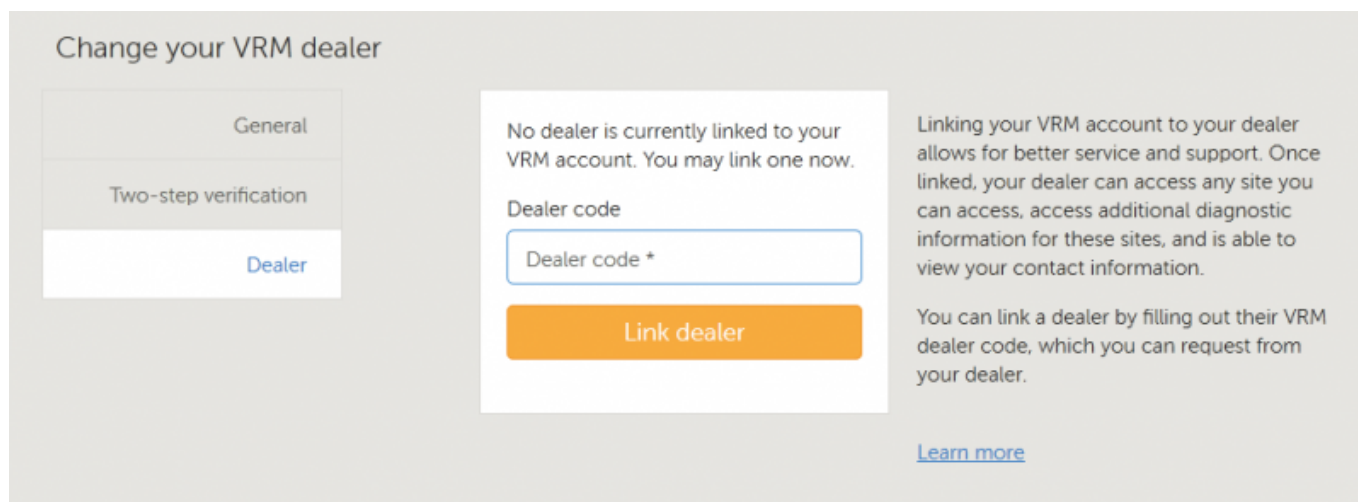 Change your VRM dealer
General
Two-step verification
Dealer
No dealer is currently linked to your
VRM account. You may link one now.
Dealer code
Dealer code *
Link dealer
Linking your VRM account to your dealer
allows for better service and support. Once
linked, your dealer can access any site you
can access, access additional diagnostic
information for these sites, and is able to
view your contact information.
You can link a dealer by filling out their VRM
dealer code, which you can request from
your dealer.
Learn more